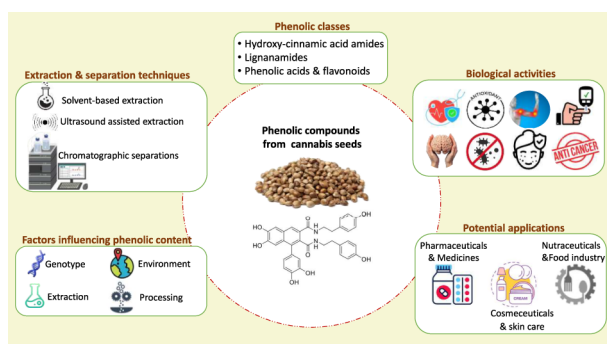 Phenolic classes
• Hydroxy-cinnamic acid amides
• Lignanamides
• Phenolic acids & flavonoids
Extraction & separation techniques
Solvent-based extraction
Ultrasound assisted extraction
Chromatographic separations
Biological activities
ANTIOXIDANT
ANTI CANCER
Phenolic compounds
from cannabis seeds
HO
HO
O
N
H
OH
H
N
O
OH
OH
OH
Factors influencing phenolic content
Genotype
Environment
Extraction
Processing
Potential applications
Pharmaceuticals
& Medicines
Nutraceuticals
&Food industry
CREAM
Cosmeceuticals
& skin care